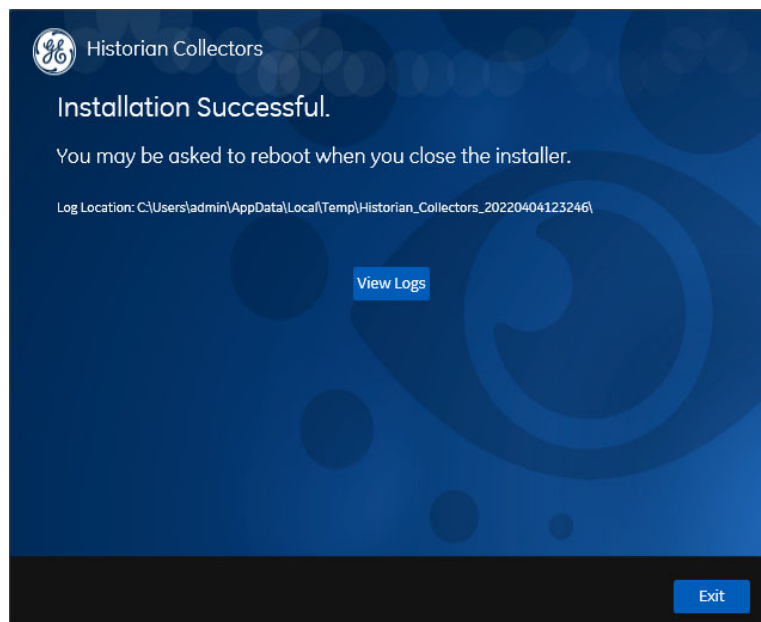 Historian Collectors
Installation Successful.
You may be asked to reboot when you close the installer.
Log Location: C:\Users\admin\AppData\Local\Temp\Historian_Collectors_20220404123246\
View Logs
Exit